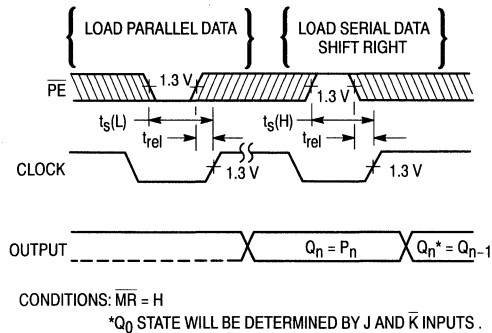 LOAD PARALLEL DATA
LOAD SERIAL DATA
SHIFT RIGHT
PE
1.3 V
1.3 V
ts(L)
ts(H)
trel
trel
CLOCK
1.3 V
1.3 V
OUTPUT
Qn = Pn
Qn* = Qn−1
CONDITIONS: M̅R̅ = H
*Q0 STATE WILL BE DETERMINED BY J AND K̅ INPUTS .